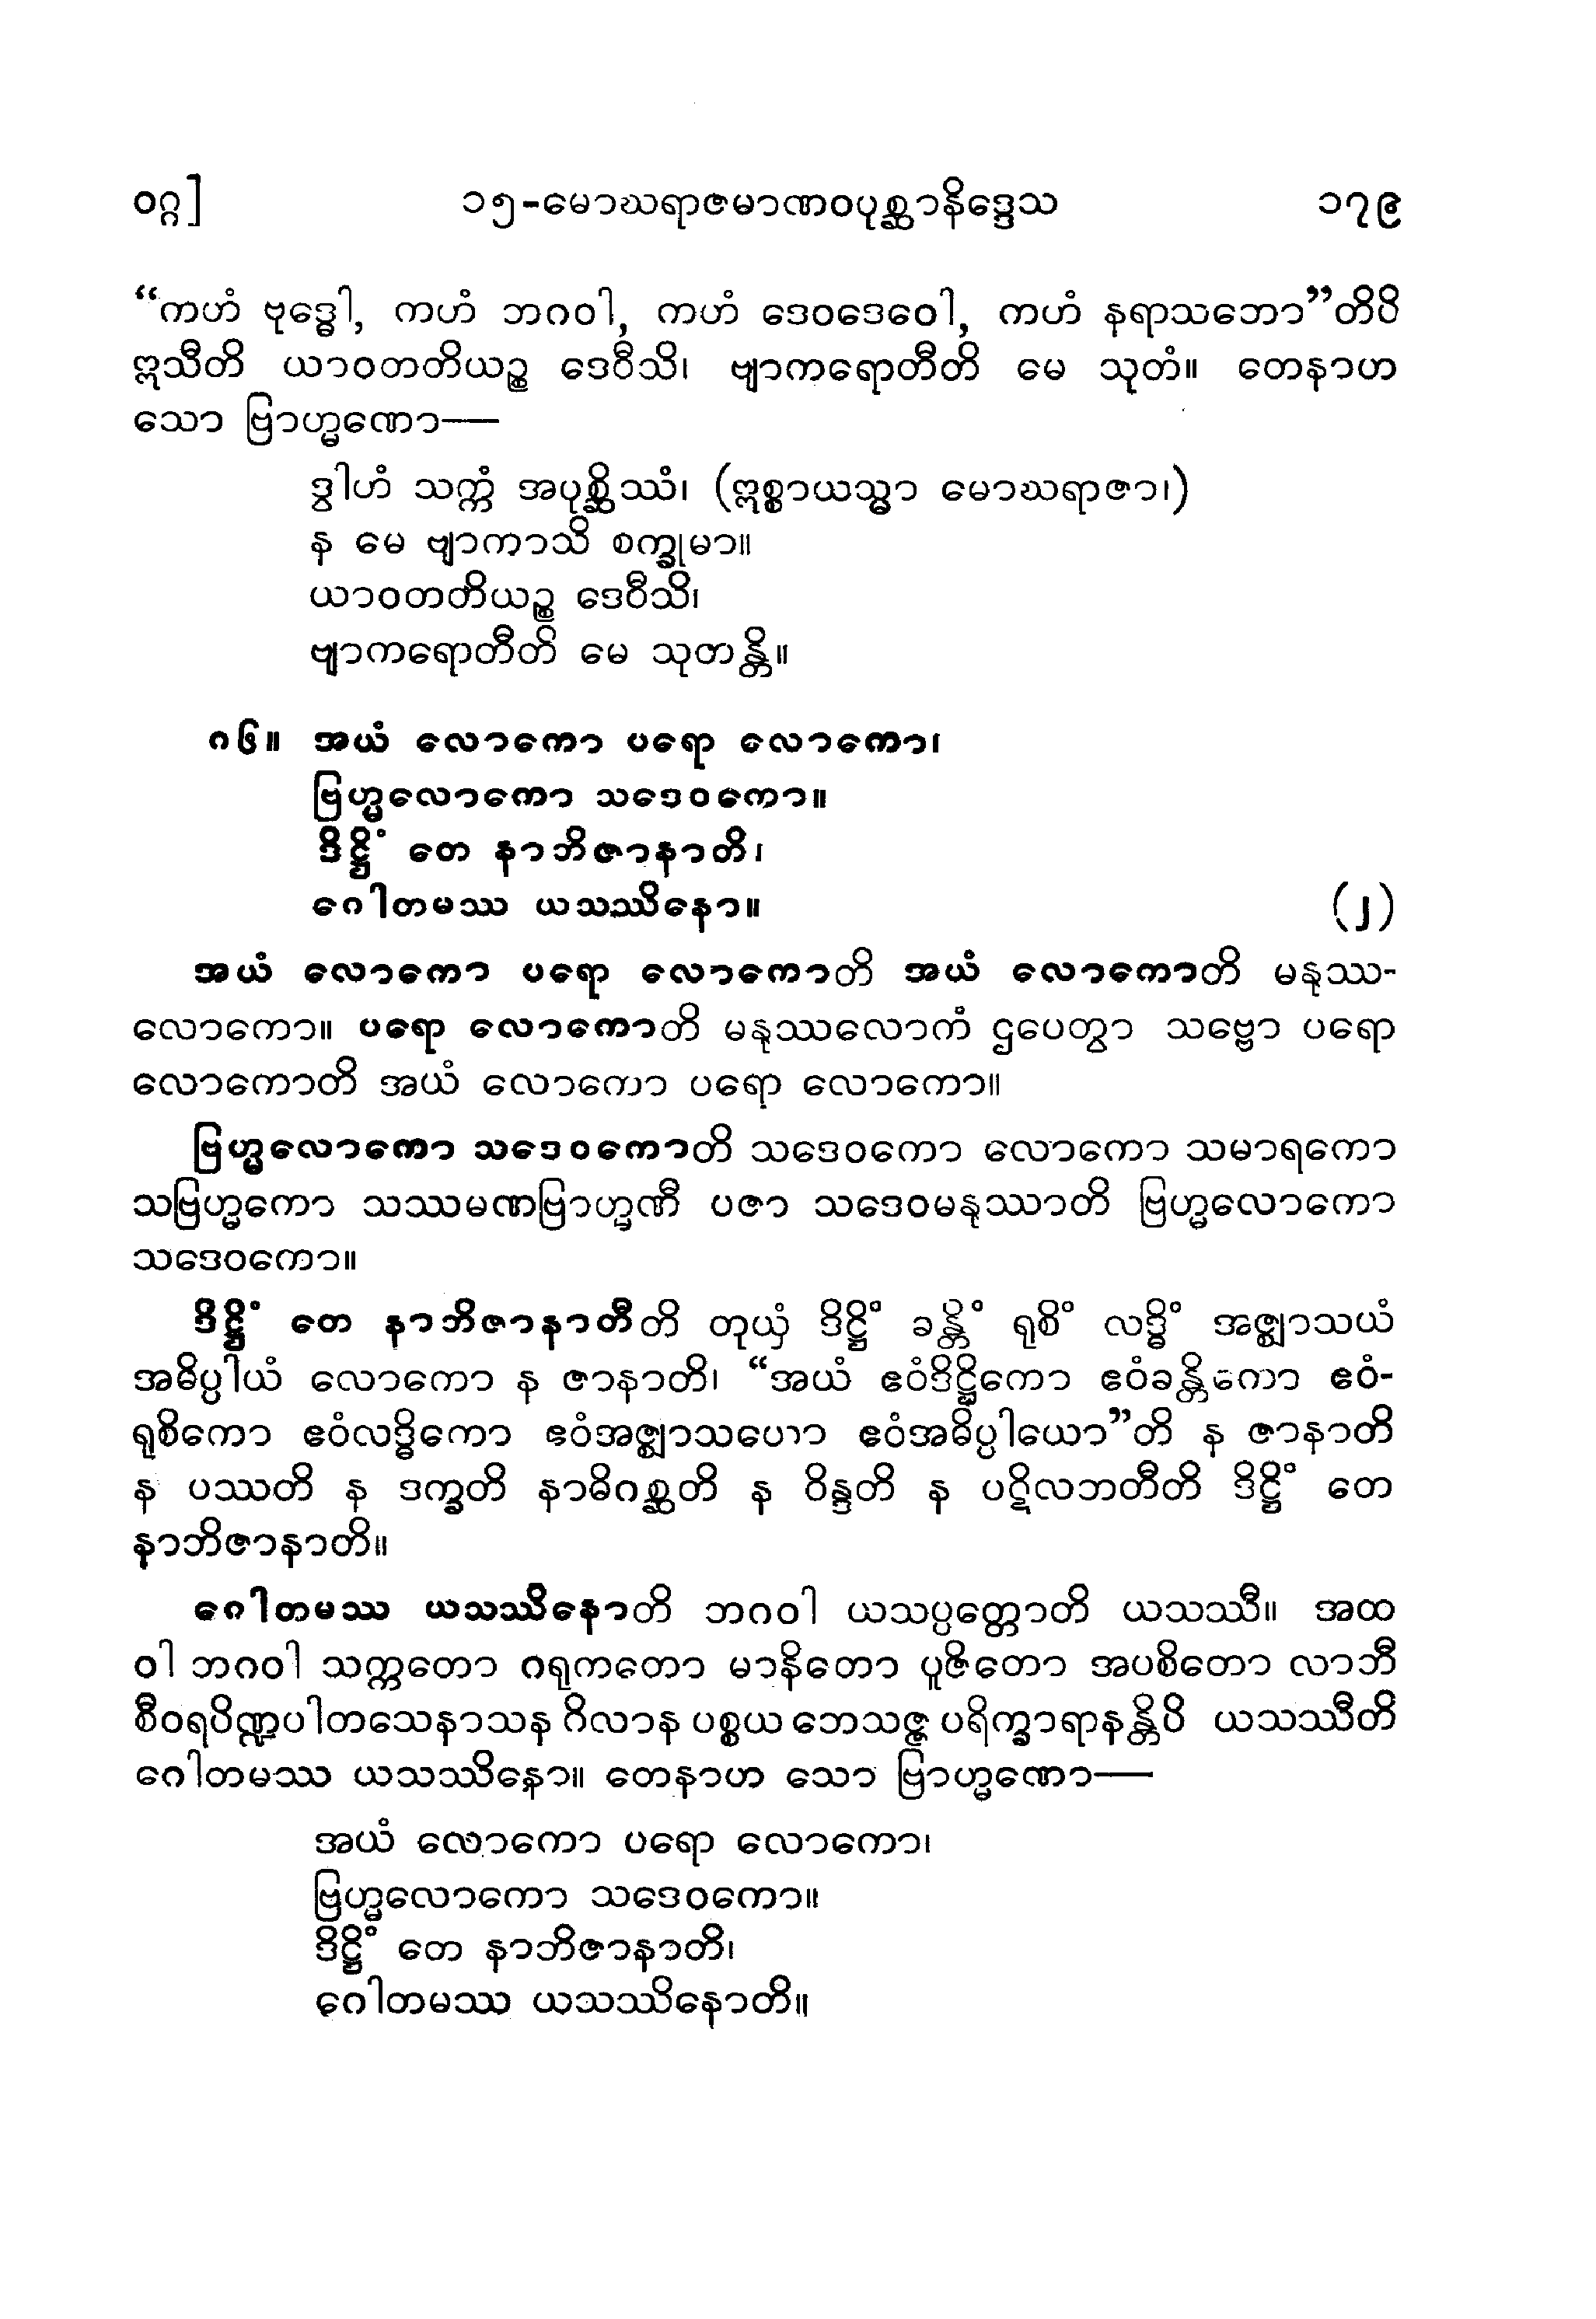 ဝဂ္ဂ] ၁၅-မောဃရာဇမာဏဝပုစ္ဆာနိဒ္ဒေသ ၁၇၉
“ကဟံ ဗုဒ္ဓေါ, ကဟံ ဘဂဝါ, ကဟံ ဒေဝဒေဝေါ, ကဟံ နရာသဘော”တိပိ
ဣသီတိ ယာဝတတိယဉ္စ ဒေဝီသိ၊ ဗျာကရောတီတိ မေ သုတံ။ တေနာဟ
သော ဗြာဟ္မဏော—
ဒွါဟံ သက္ကံ အပုစ္ဆိဿံ၊ (ဣစ္စာယသ္မာ မောဃရာဇာ၊)
န မေ ဗျာကာသိ စက္ခုမာ။
ယာဝတတိယဉ္စ ဒေဝီသိ၊
ဗျာကရောတီတိ မေ သုတန္တိ။
၈၆။ အယံ လောကော ပရော လောကော၊
ဗြဟ္မလောကော သဒေဝကော။
ဒိဋ္ဌိံ တေ နာဘိဇာနာတိ၊
ဂေါတမဿ ယသဿိနော။ (၂)
အယံ လောကော ပရော လောကောတိ အယံ လောကောတိ မနုဿ-
လောကော။ ပရော လောကောတိ မနုဿလောကံ ဌပေတွာ သဗ္ဗော ပရော
လောကောတိ အယံ လောကော ပရော လောကော။
ဗြဟ္မလောကော သဒေဝကောတိ သဒေဝကော လောကော သမာရကော
သဗြဟ္မကော သဿမဏဗြာဟ္မဏီ ပဇာ သဒေဝမနုဿာတိ ဗြဟ္မလောကော
သဒေဝကော။
ဒိဋ္ဌိံ တေ နာဘိဇာနာတီတိ တုယှံ ဒိဋ္ဌိံ ခန္တိံ ရုစိံ လဒ္ဓိံ အဇ္ဈာသယံ
အဓိပ္ပါယံ လောကော န ဇာနာတိ၊ “အယံ ဧဝံဒိဋ္ဌိကော ဧဝံခန္တိကော ဧဝံ-
ရုစိကော ဧဝံလဒ္ဓိကော ဧဝံအဇ္ဈာသယော ဧဝံအဓိပ္ပါယော”တိ န ဇာနာတိ
န ပဿတိ န ဒက္ခတိ နာဓိဂစ္ဆတိ န ဝိန္ဒတိ န ပဋိလဘတီတိ ဒိဋ္ဌိံ တေ
နာဘိဇာနာတိ။
ဂေါတမဿ ယသဿိနောတိ ဘဂဝါ ယသပ္ပတ္တောတိ ယသဿီ။ အထ
ဝါ ဘဂဝါ သက္ကတော ဂရုကတော မာနိတော ပူဇိတော အပစိတော လာဘီ
စီဝရပိဏ္ဍပါတသေနာသန ဂိလာန ပစ္စယ ဘေသဇ္ဇ ပရိက္ခာရာနန္တိပိ ယသဿီတိ
ဂေါတမဿ ယသဿိနော။ တေနာဟ သော ဗြာဟ္မဏော—
အယံ လောကော ပရော လောကော၊
ဗြဟ္မလောကော သဒေဝကော။
ဒိဋ္ဌိံ တေ နာဘိဇာနာတိ၊
ဂေါတမဿ ယသဿိနောတိ။